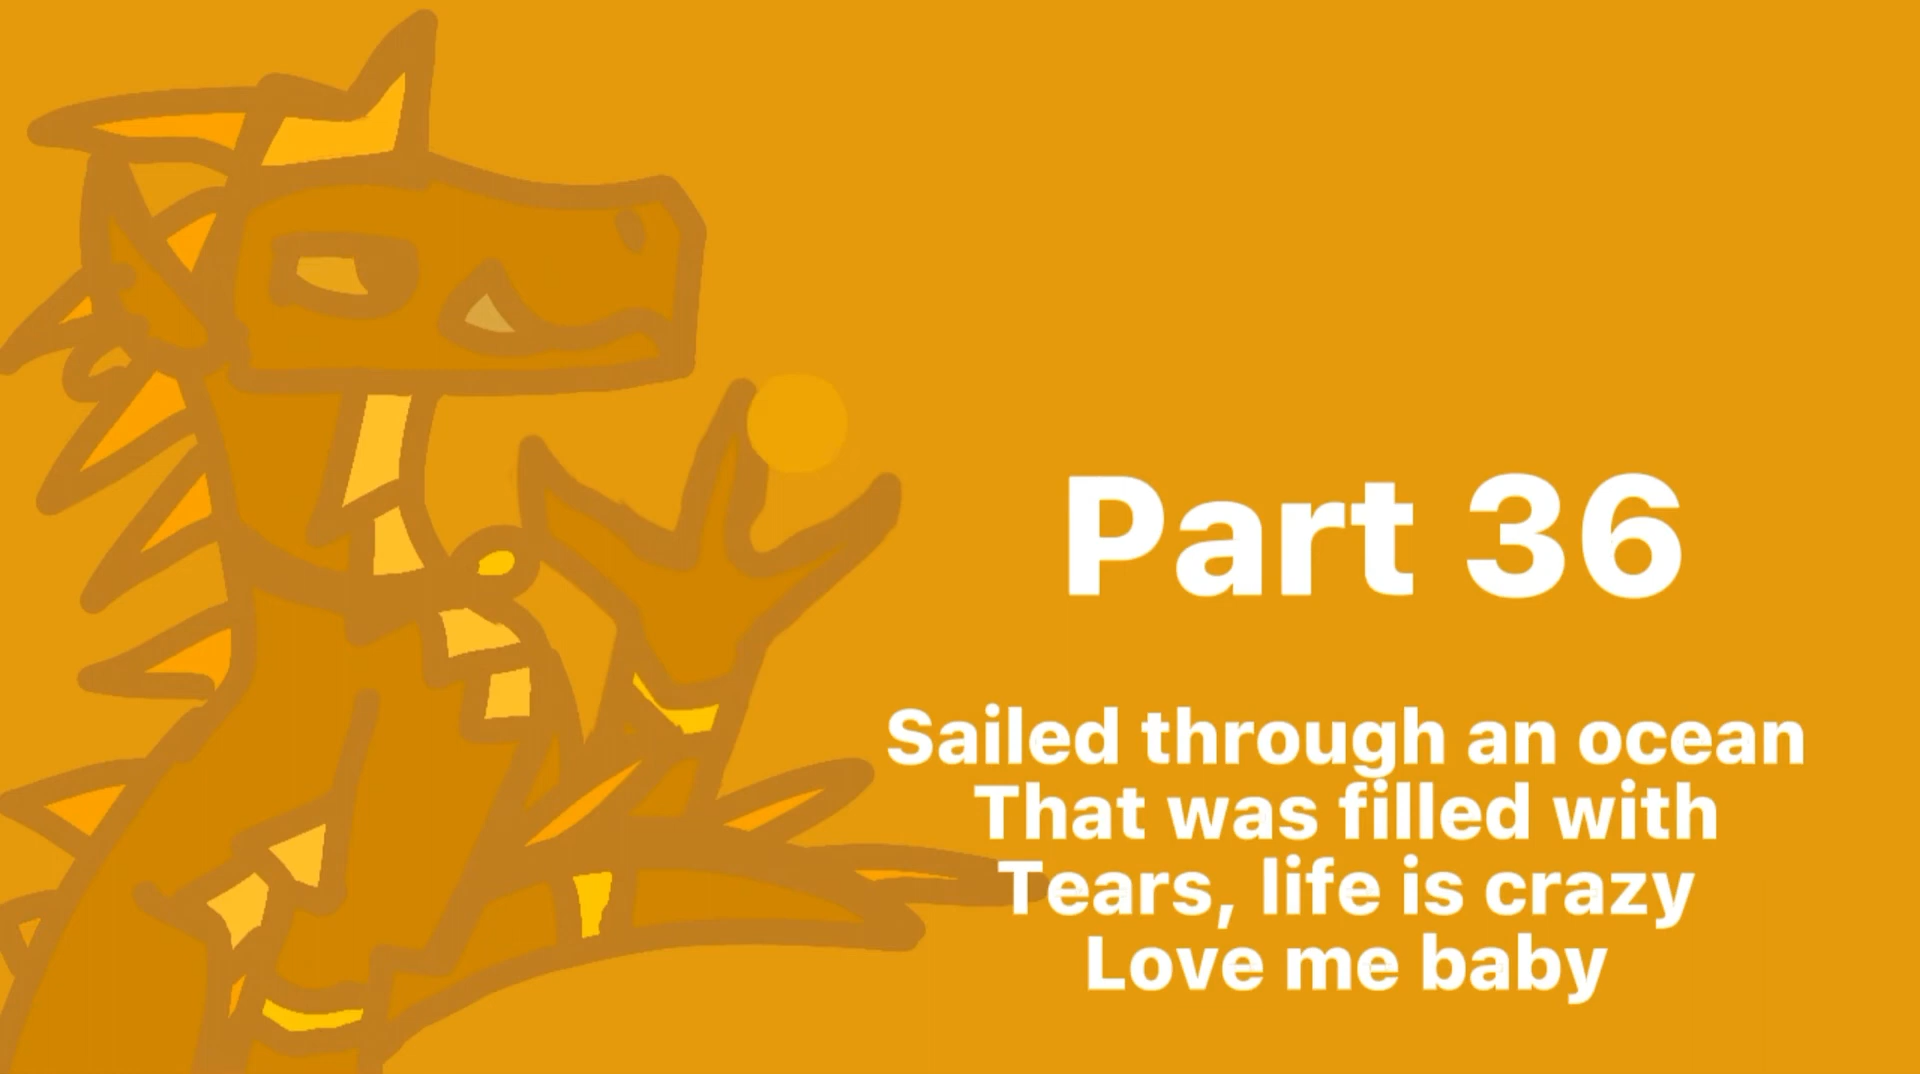 Part 36
Sailed through an ocean
That was filled with
Tears, life is crazy
Love me baby